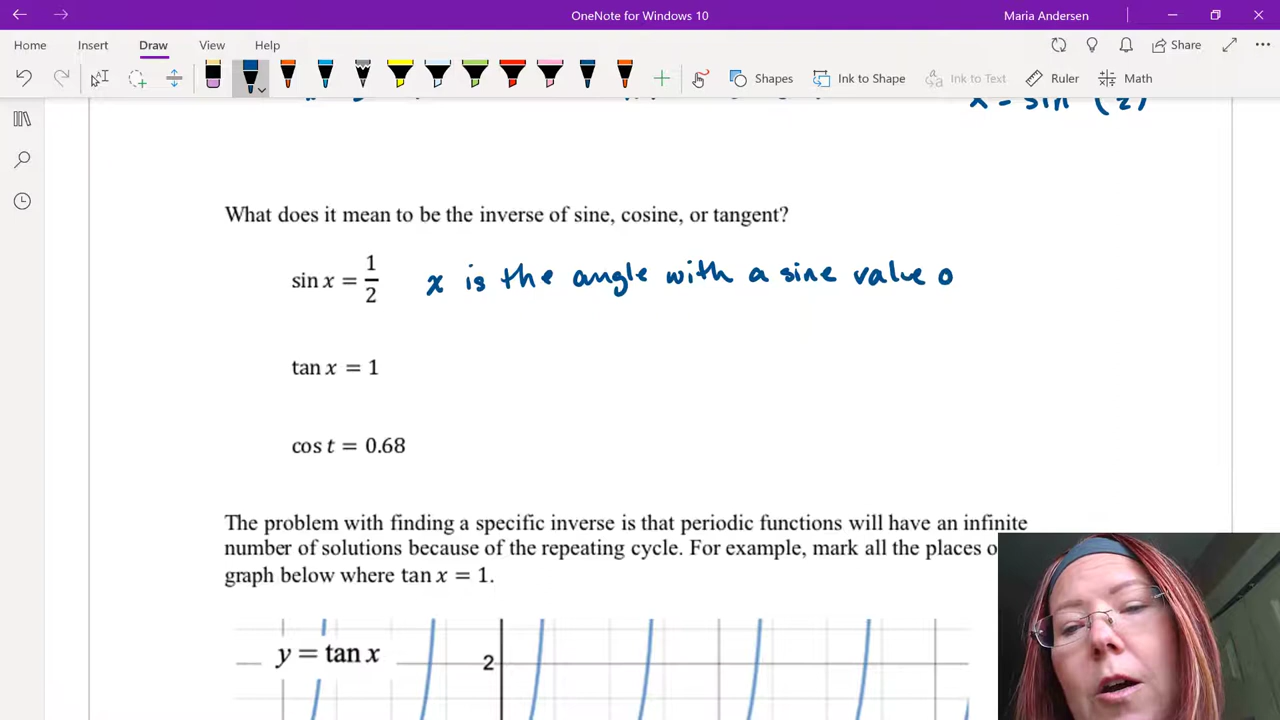 OneNote for Windows 10
Maria Andersen
Home Insert Draw View Help
Share
Shapes Ink to Shape Ink to Text Ruler Math
What does it mean to be the inverse of sine, cosine, or tangent?
sin x = 1/2 x is the angle with a sine value o
tan x = 1
cos t = 0.68
The problem with finding a specific inverse is that periodic functions will have an infinite
number of solutions because of the repeating cycle. For example, mark all the places o
graph below where tan x = 1.
y = tan x
2